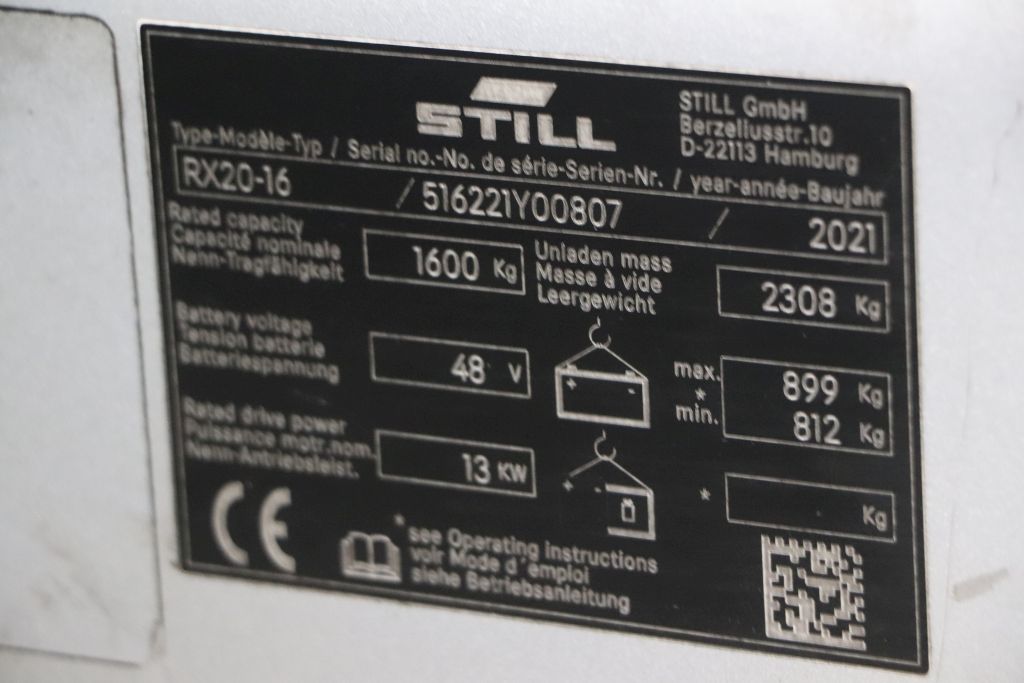 STILL
STILL GmbH
Berzeliusstr.10
D-22113 Hamburg
Type-Modèle-Typ / Serial no.-No. de série-Serien-Nr. / year-année-Baujahr
RX20-16 / 516221Y00807 / 2021
Rated capacity
Capacité nominale
Nenn-Tragfähigkeit
1600 Kg
Unladen mass
Masse à vide
Leergewicht
2308 Kg
Battery voltage
Tension batterie
Batteriespannung
48 V
+ -
max. 899 Kg
*
min. 812 Kg
Rated drive power
Puissance motr.nom.
Nenn-Antriebsleist.
13 KW
+ -
* Kg
CE
* see Operating instructions
voir Mode d'emploi
siehe Betriebsanleitung